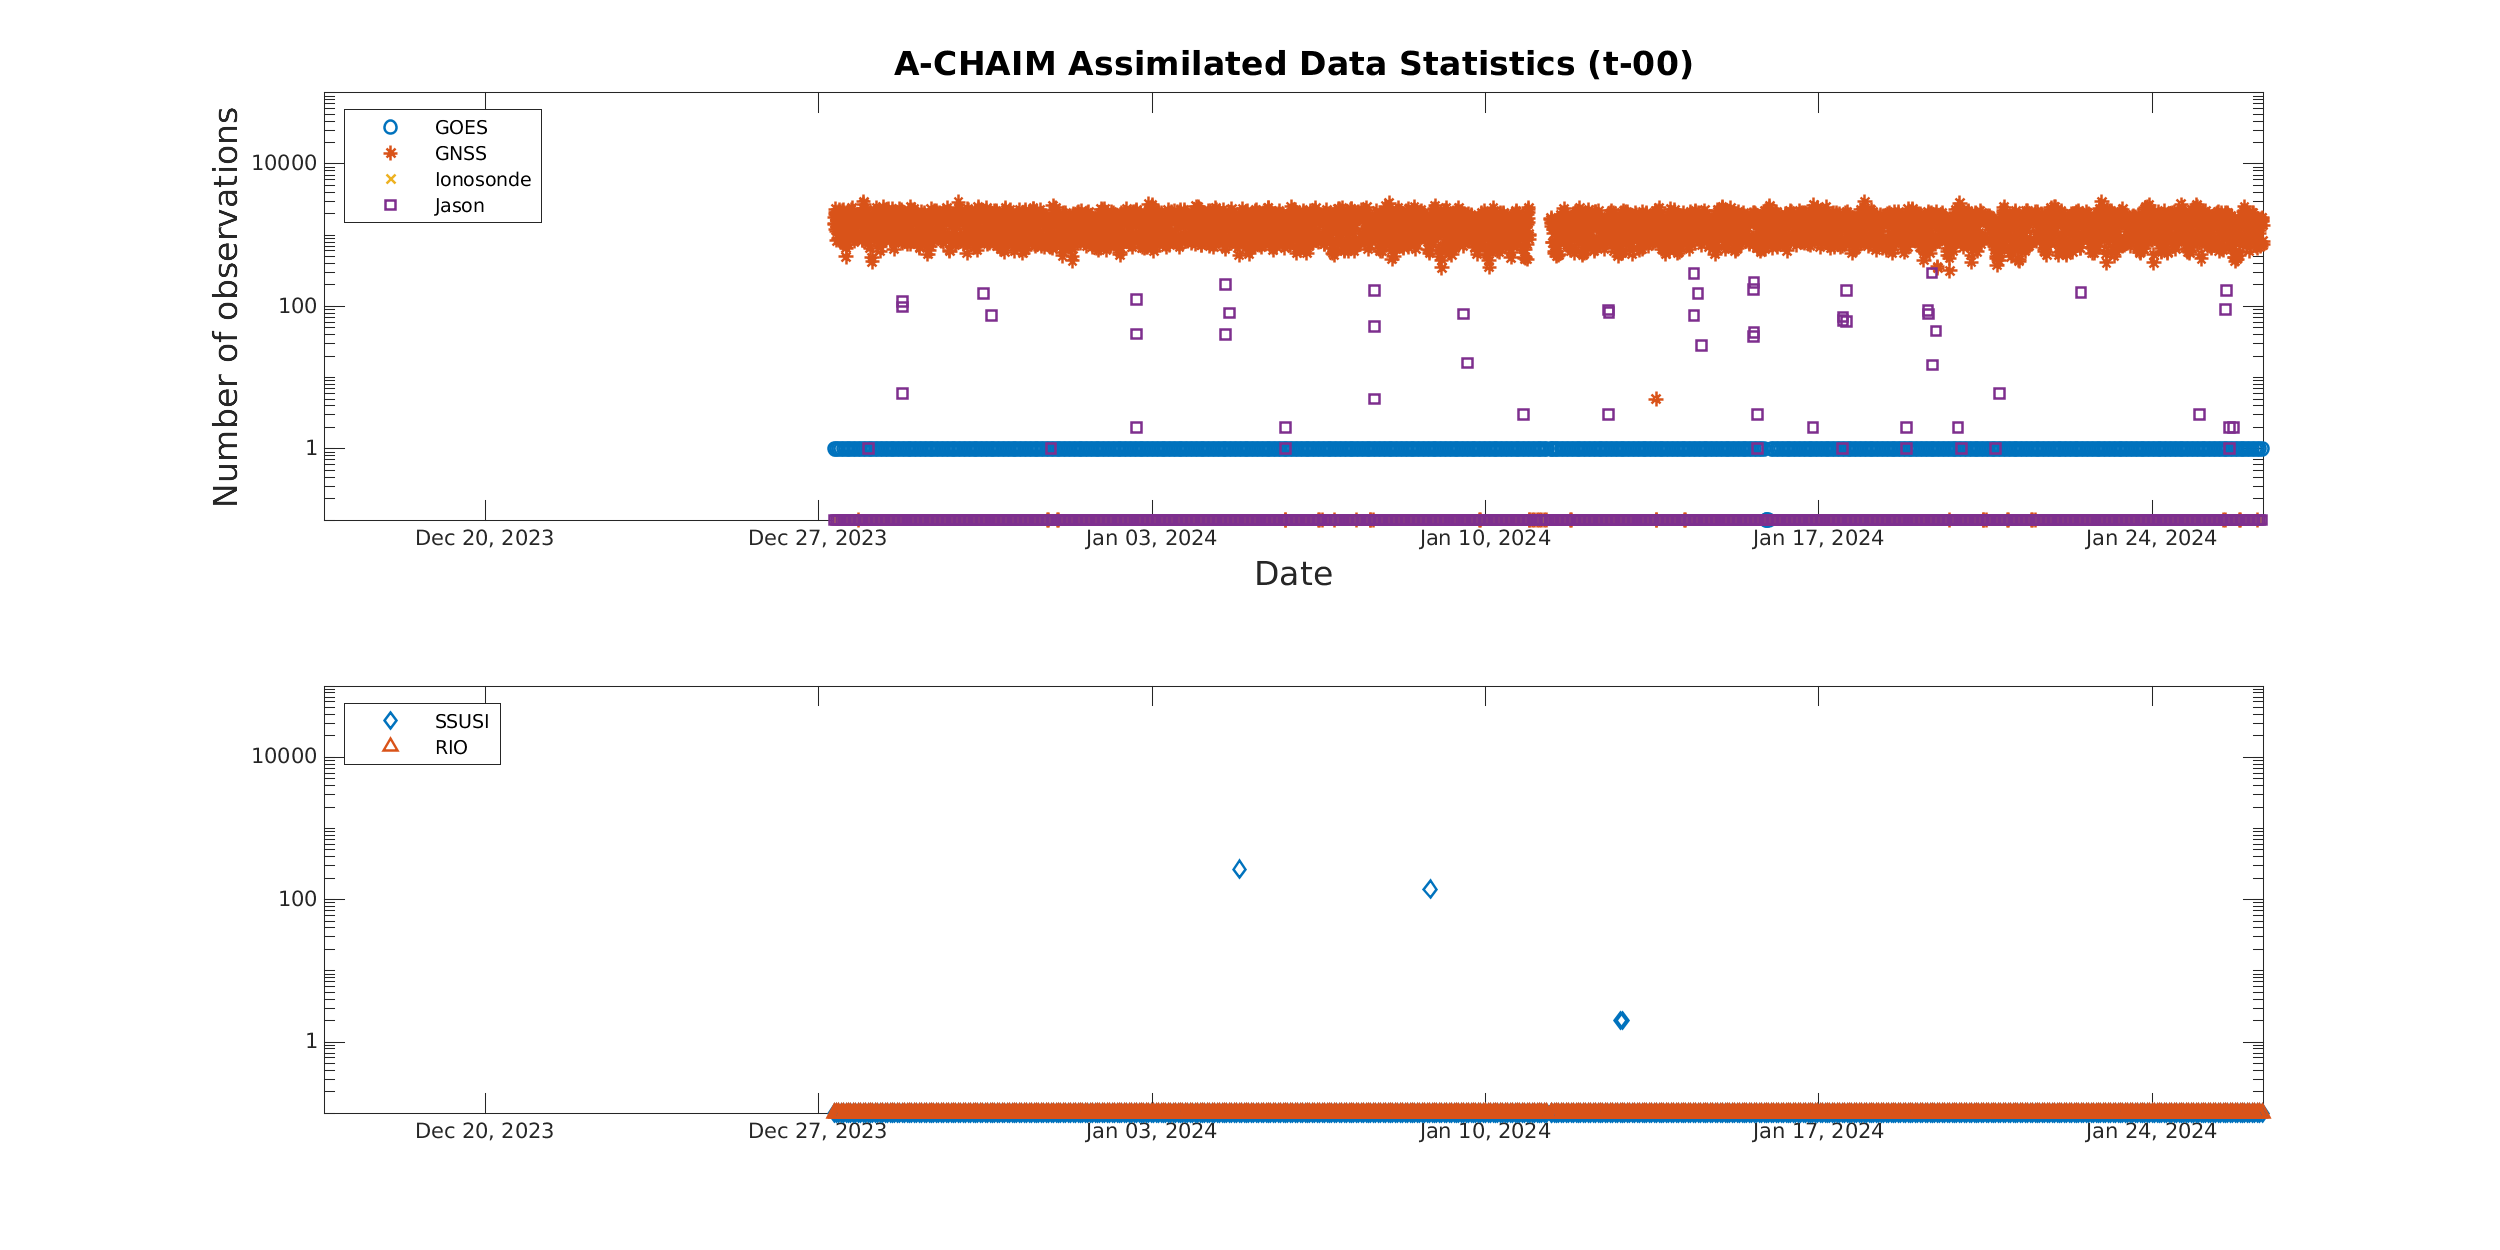 A-CHAIM Assimilated Data Statistics (t-00)
Number of observations
10000
100
1
GOES
GNSS
Ionosonde
Jason
Dec 20, 2023
Dec 27, 2023
Jan 03, 2024
Jan 10, 2024
Jan 17, 2024
Jan 24, 2024
Date
10000
100
1
SSUSI
RIO
Dec 20, 2023
Dec 27, 2023
Jan 03, 2024
Jan 10, 2024
Jan 17, 2024
Jan 24, 2024